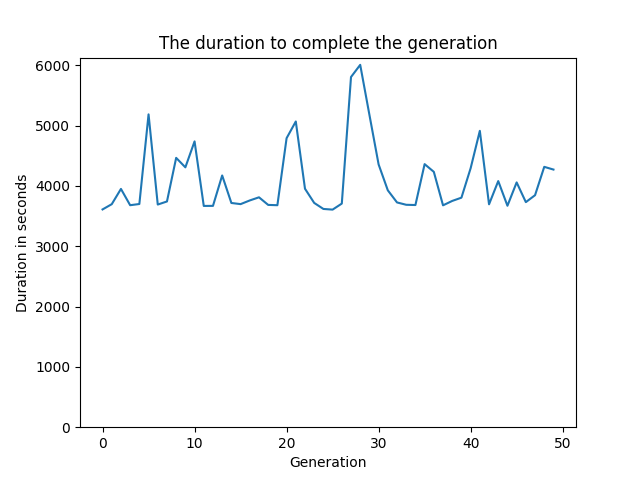 The duration to complete the generation
6000
5000
4000
3000
2000
1000
0
Duration in seconds
0 10 20 30 40 50
Generation